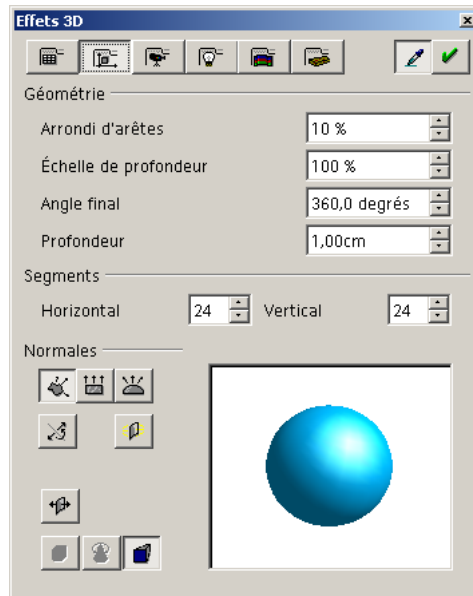 Effets 3D
Géométrie
Arrondi d'arêtes 10 %
Échelle de profondeur 100 %
Angle final 360,0 degrés
Profondeur 1,00cm
Segments
Horizontal 24 Vertical 24
Normales